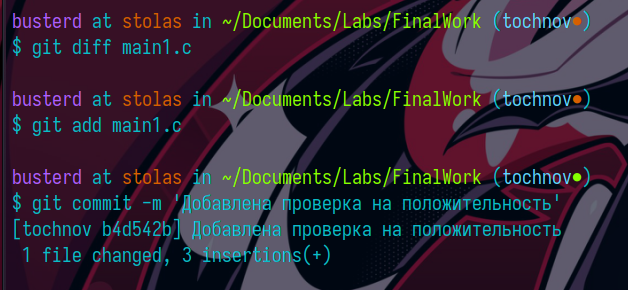 busterd at stolas in ~/Documents/Labs/FinalWork (tochnov●)
$ git diff main1.c
busterd at stolas in ~/Documents/Labs/FinalWork (tochnov●)
$ git add main1.c
busterd at stolas in ~/Documents/Labs/FinalWork (tochnov●)
$ git commit -m 'Добавлена проверка на положительность'
[tochnov b4d542b] Добавлена проверка на положительность
 1 file changed, 3 insertions(+)